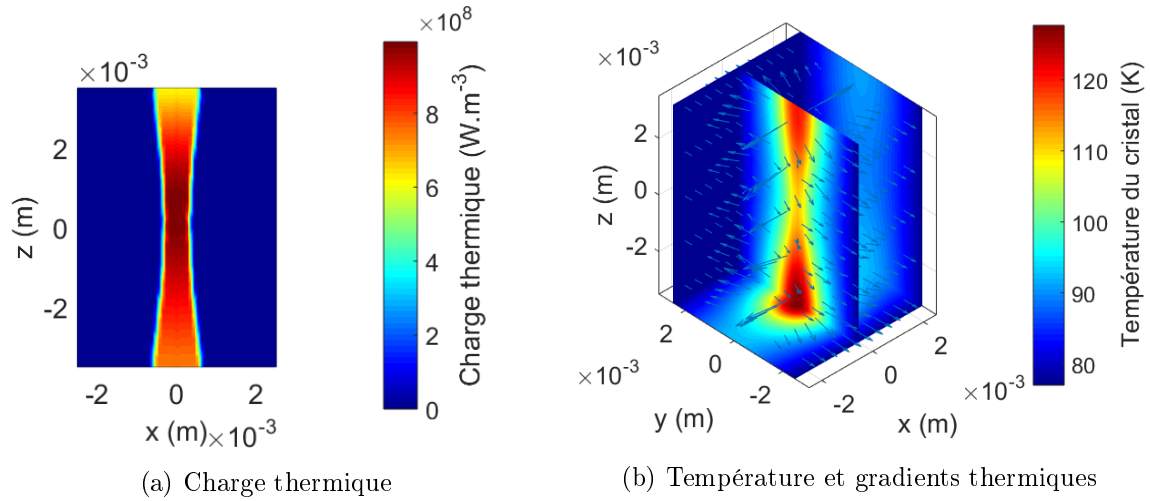 ×10⁸
×10⁻³
2
0
-2
z (m)
-2 0 2
x (m) ×10⁻³
8
6
4
2
0
Charge thermique (W.m⁻³)
(a) Charge thermique
×10⁻³
2
0
-2
z (m)
2
0
-2
×10⁻³
y (m)
-2
0
2
×10⁻³
x (m)
120
110
100
90
80
Température du cristal (K)
(b) Température et gradients thermiques